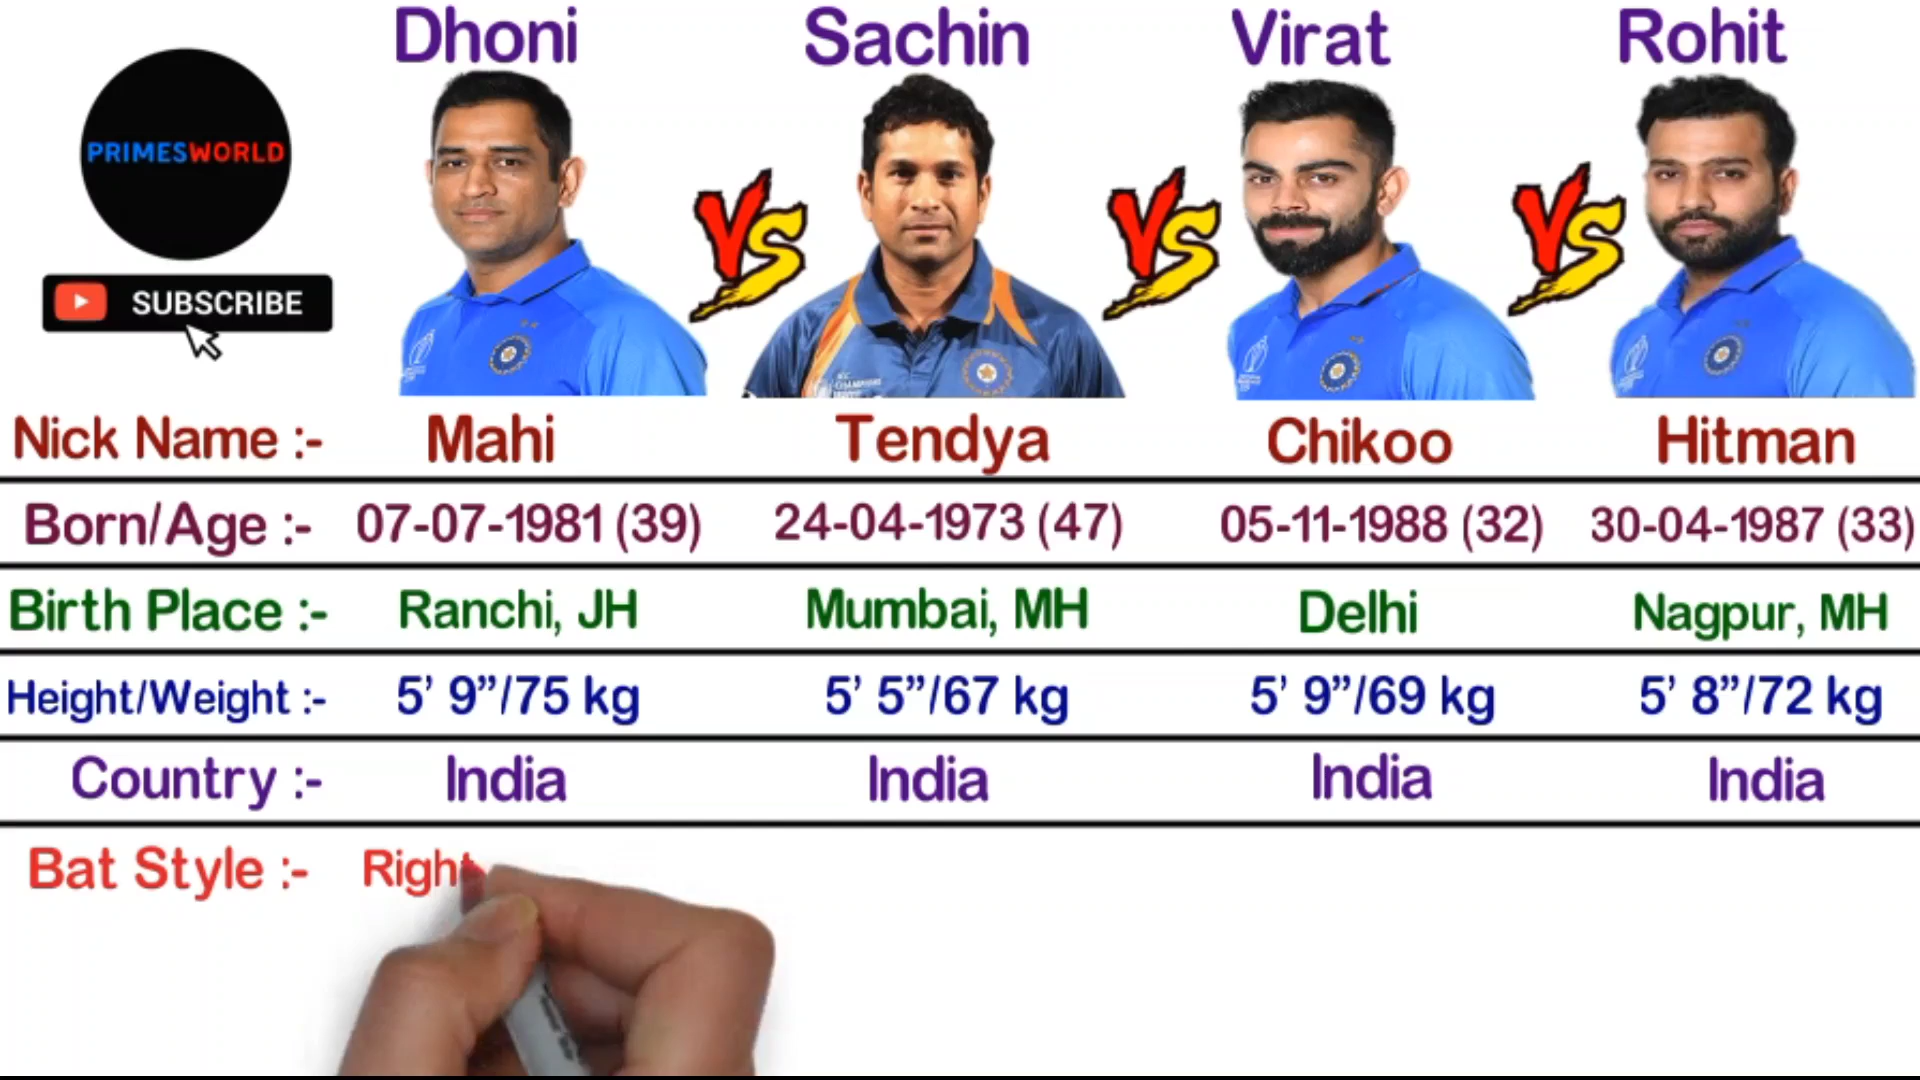 Dhoni Sachin Virat Rohit
PRIMESWORLD
VS VS VS
SUBSCRIBE
Nick Name :- Mahi Tendya Chikoo Hitman
Born/Age :- 07-07-1981 (39) 24-04-1973 (47) 05-11-1988 (32) 30-04-1987 (33)
Birth Place :- Ranchi, JH Mumbai, MH Delhi Nagpur, MH
Height/Weight :- 5’ 9”/75 kg 5’ 5”/67 kg 5’ 9”/69 kg 5’ 8”/72 kg
Country :- India India India India
Bat Style :- Right